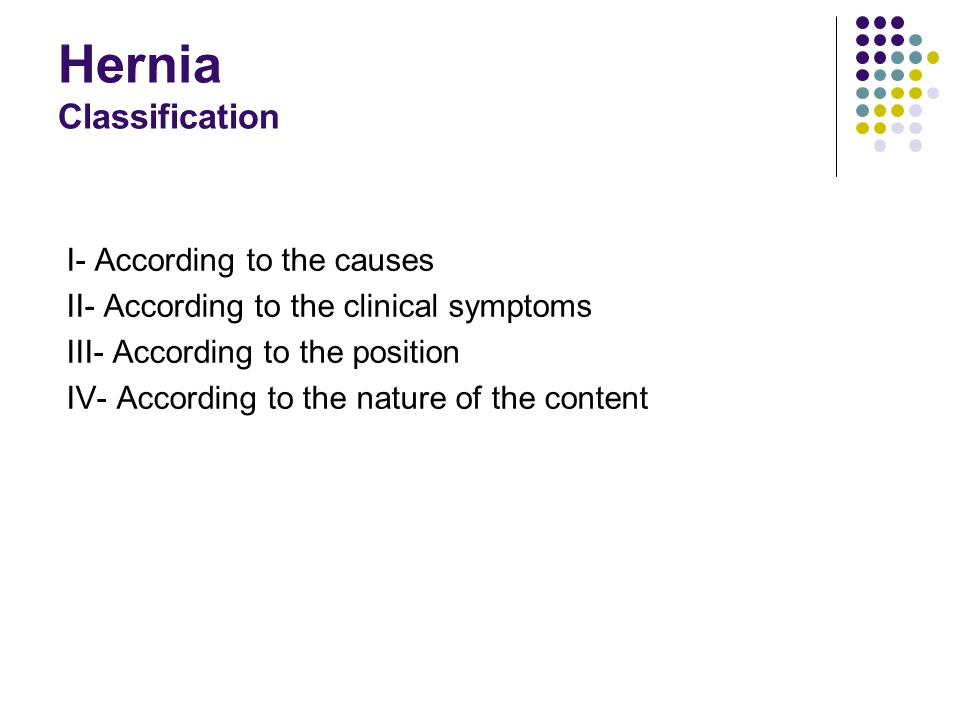 Hernia
Classification
I- According to the causes
II- According to the clinical symptoms
III- According to the position
IV- According to the nature of the content